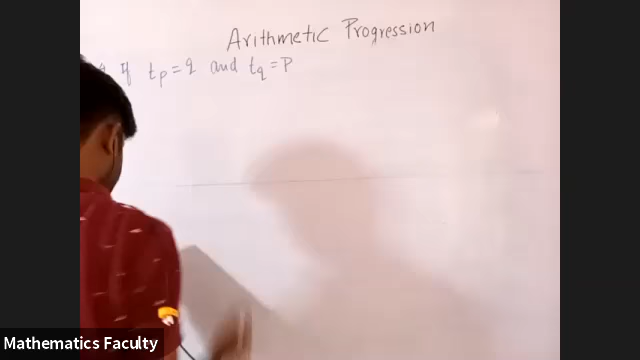 Arithmetic Progression
If tp = q and tq = P
Mathematics Faculty